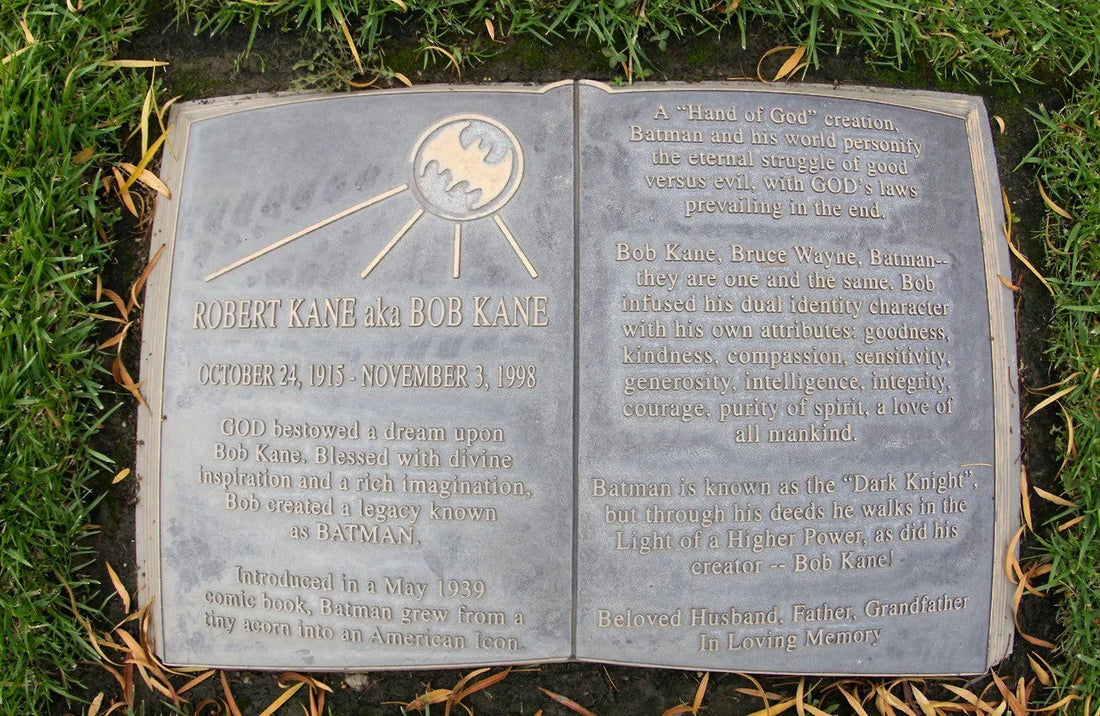 ROBERT KANE aka BOB KANE
OCTOBER 24, 1915 - NOVEMBER 3, 1998
GOD bestowed a dream upon
Bob Kane. Blessed with divine
inspiration and a rich imagination,
Bob created a legacy known
as BATMAN.
Introduced in a May 1939
comic book, Batman grew from a
tiny acorn into an American Icon.
A "Hand of God" creation,
Batman and his world personify
the eternal struggle of good
versus evil, with GOD's laws
prevailing in the end.
Bob Kane, Bruce Wayne, Batman--
they are one and the same. Bob
infused his dual identity character
with his own attributes: goodness,
kindness, compassion, sensitivity,
generosity, intelligence, integrity,
courage, purity of spirit, a love of
all mankind.
Batman is known as the "Dark Knight",
but through his deeds he walks in the
Light of a Higher Power, as did his
creator -- Bob Kane!
Beloved Husband, Father, Grandfather
In Loving Memory